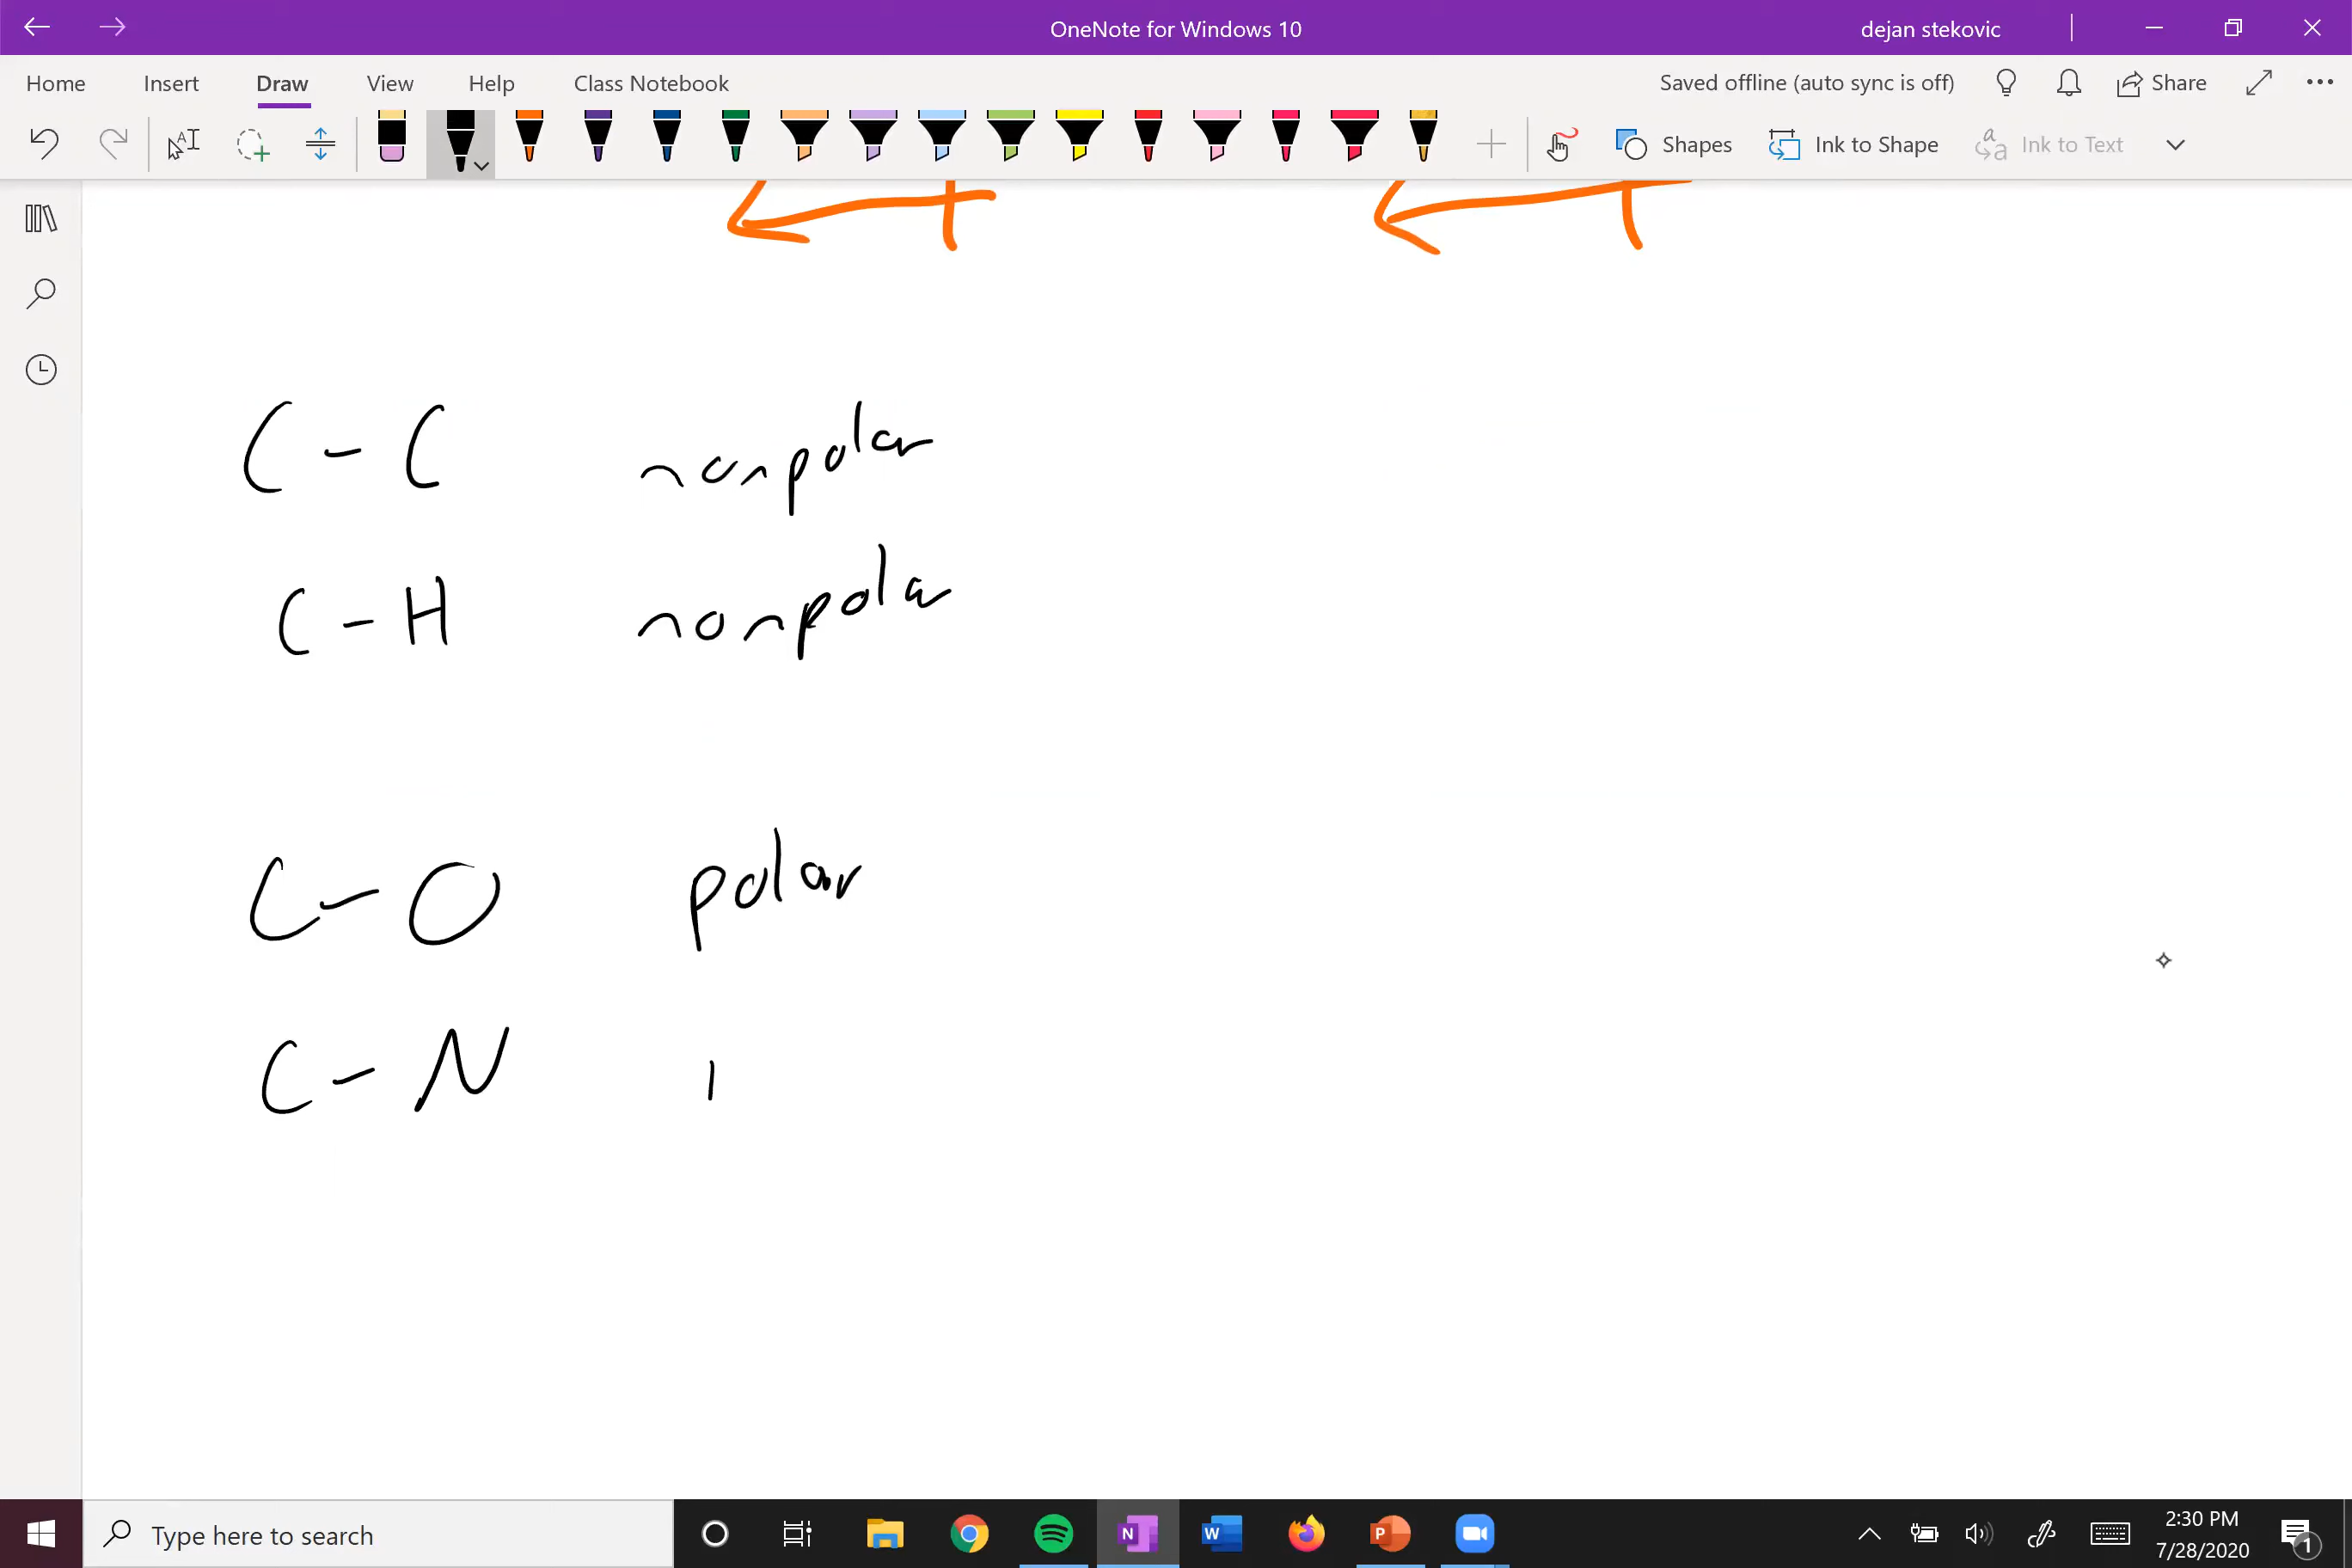 OneNote for Windows 10
dejan stekovic
Home Insert Draw View Help Class Notebook
Saved offline (auto sync is off) Share
Shapes Ink to Shape Ink to Text
C - C nonpolar
C - H nonpolar
C - O polar
C - N
Type here to search
2:30 PM
7/28/2020